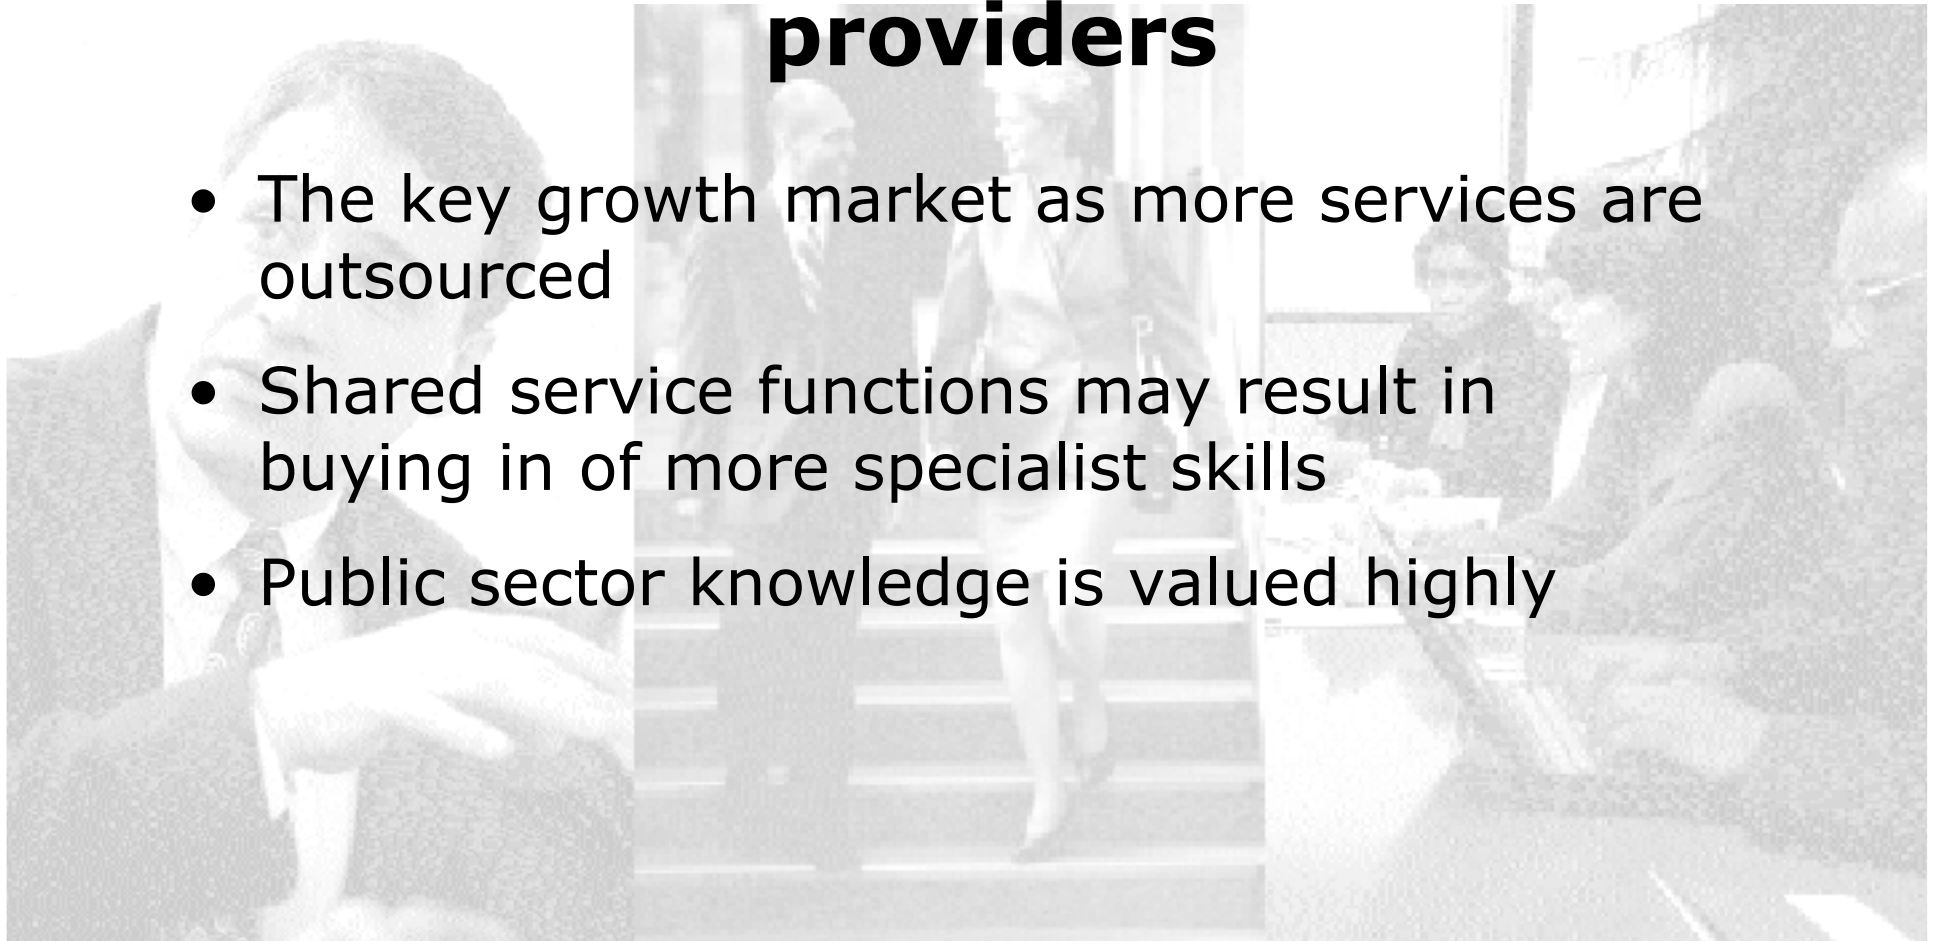 providers
• The key growth market as more services are
outsourced
• Shared service functions may result in
buying in of more specialist skills
• Public sector knowledge is valued highly